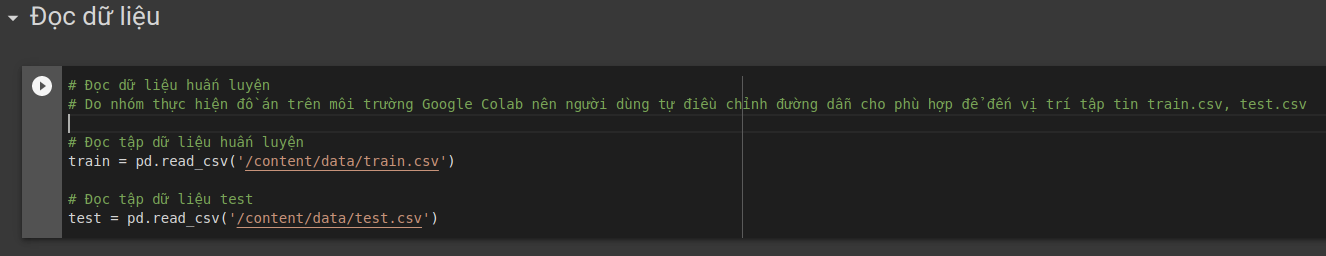 Đọc dữ liệu
# Đọc dữ liệu huấn luyện
# Do nhóm thực hiện đồ án trên môi trường Google Colab nên người dùng tự điều chỉnh đường dẫn cho phù hợp để đến vị trí tập tin train.csv, test.csv
# Đọc tập dữ liệu huấn luyện
train = pd.read_csv('/content/data/train.csv')
# Đọc tập dữ liệu test
test = pd.read_csv('/content/data/test.csv')